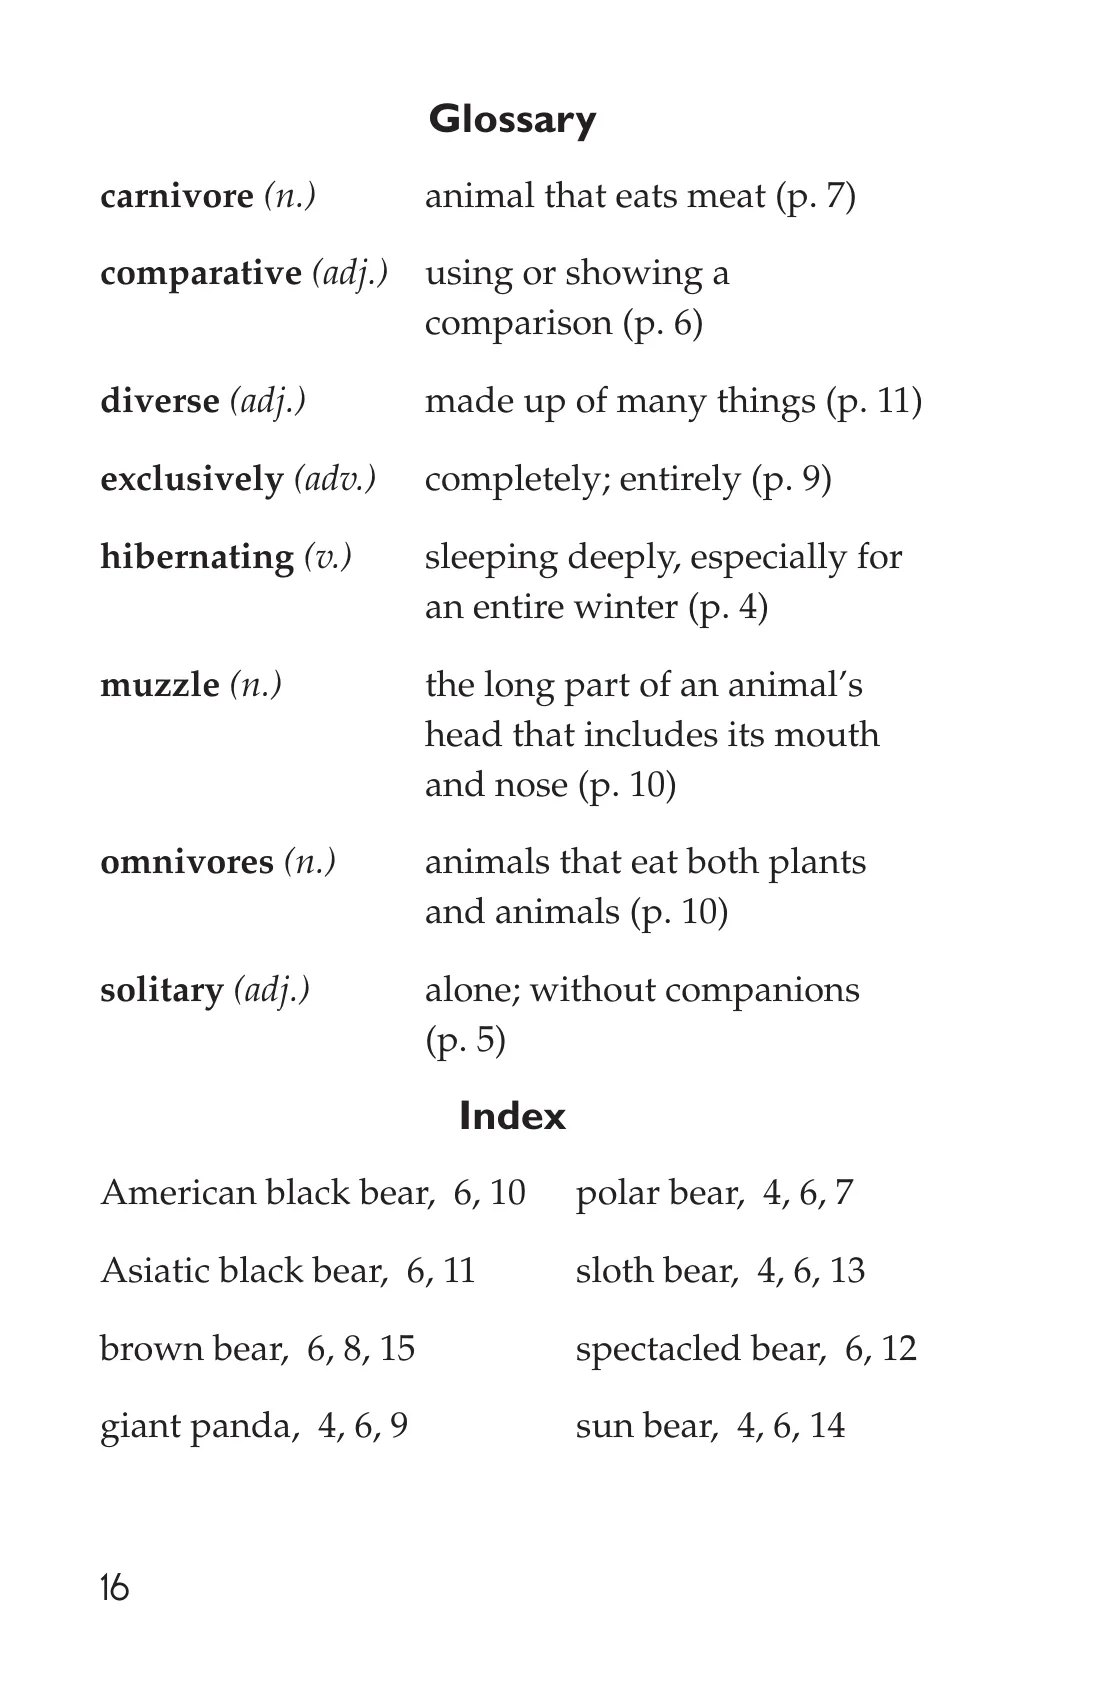 Glossary
carnivore (n.) animal that eats meat (p. 7)
comparative (adj.) using or showing a
comparison (p. 6)
diverse (adj.) made up of many things (p. 11)
exclusively (adv.) completely; entirely (p. 9)
hibernating (v.) sleeping deeply, especially for
an entire winter (p. 4)
muzzle (n.) the long part of an animal’s
head that includes its mouth
and nose (p. 10)
omnivores (n.) animals that eat both plants
and animals (p. 10)
solitary (adj.) alone; without companions
(p. 5)
Index
American black bear, 6, 10
Asiatic black bear, 6, 11
brown bear, 6, 8, 15
giant panda, 4, 6, 9
polar bear, 4, 6, 7
sloth bear, 4, 6, 13
spectacled bear, 6, 12
sun bear, 4, 6, 14
16